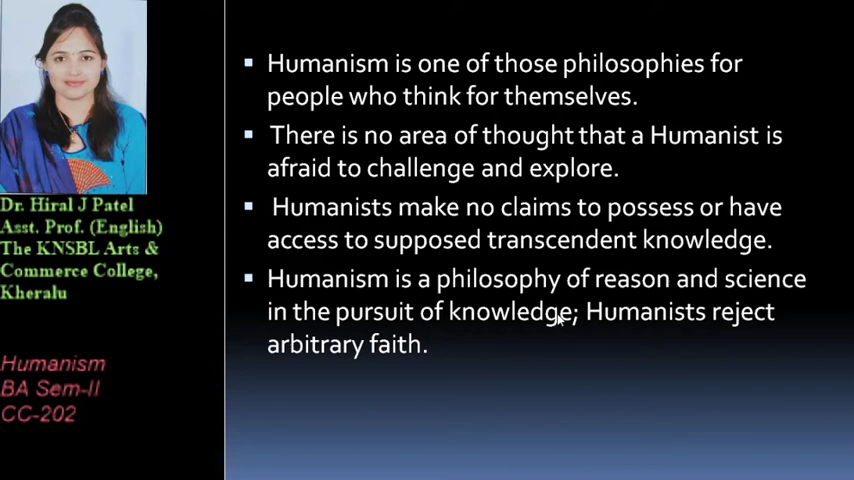 Dr. Hiral J Patel
Asst. Prof. (English)
The KNSBL Arts &
Commerce College,
Kheralu
Humanism
BA Sem-II
CC-202
Humanism is one of those philosophies for
people who think for themselves.
There is no area of thought that a Humanist is
afraid to challenge and explore.
Humanists make no claims to possess or have
access to supposed transcendent knowledge.
Humanism is a philosophy of reason and science
in the pursuit of knowledge; Humanists reject
arbitrary faith.